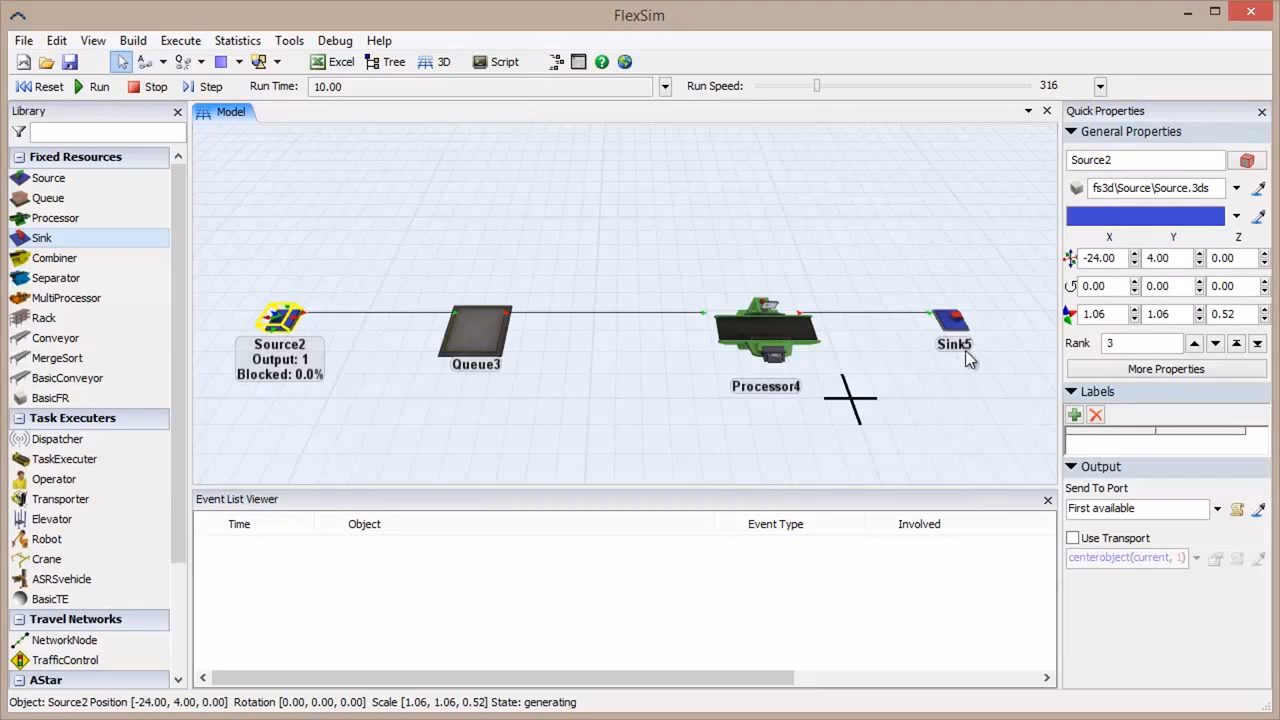 FlexSim
File Edit View Build Execute Statistics Tools Debug Help
Excel Tree 3D Script
Reset Run Stop Step Run Time: 10.00 Run Speed: 316
Library
Fixed Resources
Source
Queue
Processor
Sink
Combiner
Separator
MultiProcessor
Rack
Conveyor
MergeSort
BasicConveyor
BasicFR
Task Executers
Dispatcher
TaskExecuter
Operator
Transporter
Elevator
Robot
Crane
ASRSvehicle
BasicTE
Travel Networks
NetworkNode
TrafficControl
AStar
Model
Source2
Output: 1
Blocked: 0.0%
Queue3
Processor4
Sink5
Event List Viewer
Time Object Event Type Involved
Quick Properties
General Properties
Source2
fs3d\Source\Source.3ds
X Y Z
-24.00 4.00 0.00
0.00 0.00 0.00
1.06 1.06 0.52
Rank 3
More Properties
Labels
Output
Send To Port
First available
Use Transport
centerobject(current, 1)
Object: Source2 Position [-24.00, 4.00, 0.00] Rotation [0.00, 0.00, 0.00] Scale [1.06, 1.06, 0.52] State: generating